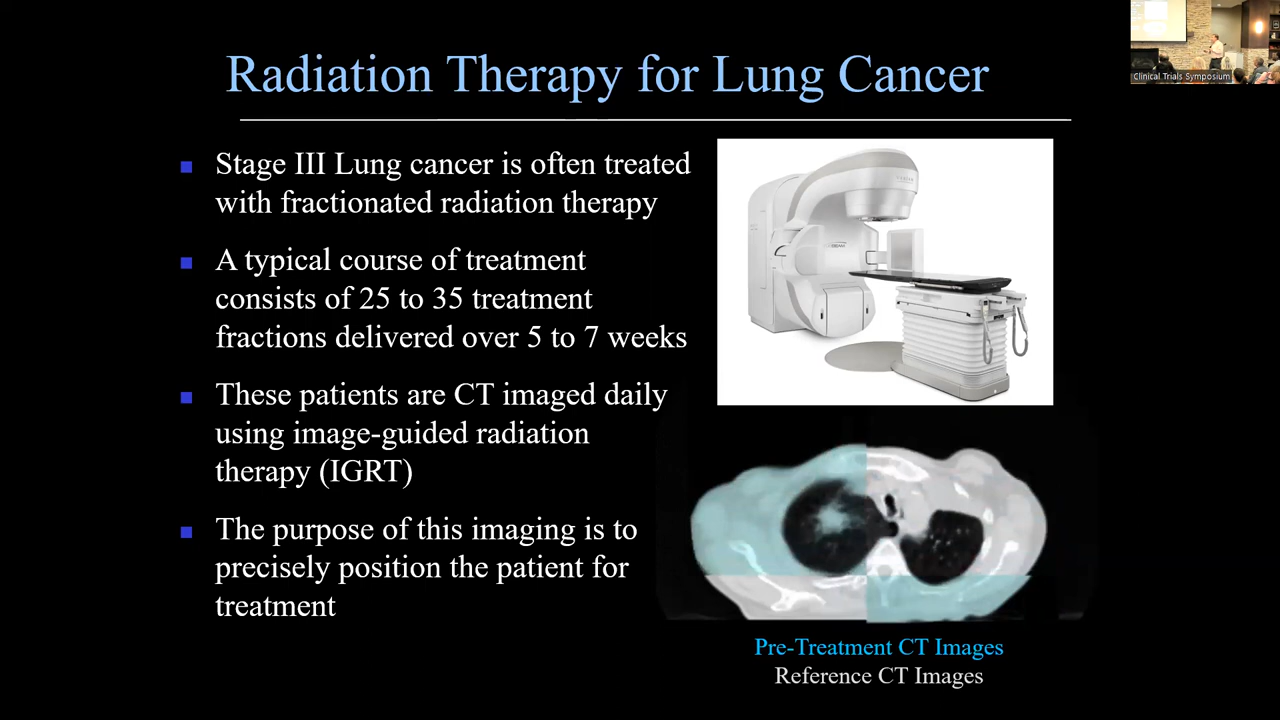 Radiation Therapy for Lung Cancer
Stage III Lung cancer is often treated
with fractionated radiation therapy
A typical course of treatment
consists of 25 to 35 treatment
fractions delivered over 5 to 7 weeks
These patients are CT imaged daily
using image-guided radiation
therapy (IGRT)
The purpose of this imaging is to
precisely position the patient for
treatment
Pre-Treatment CT Images
Reference CT Images
Clinical Trials Symposium